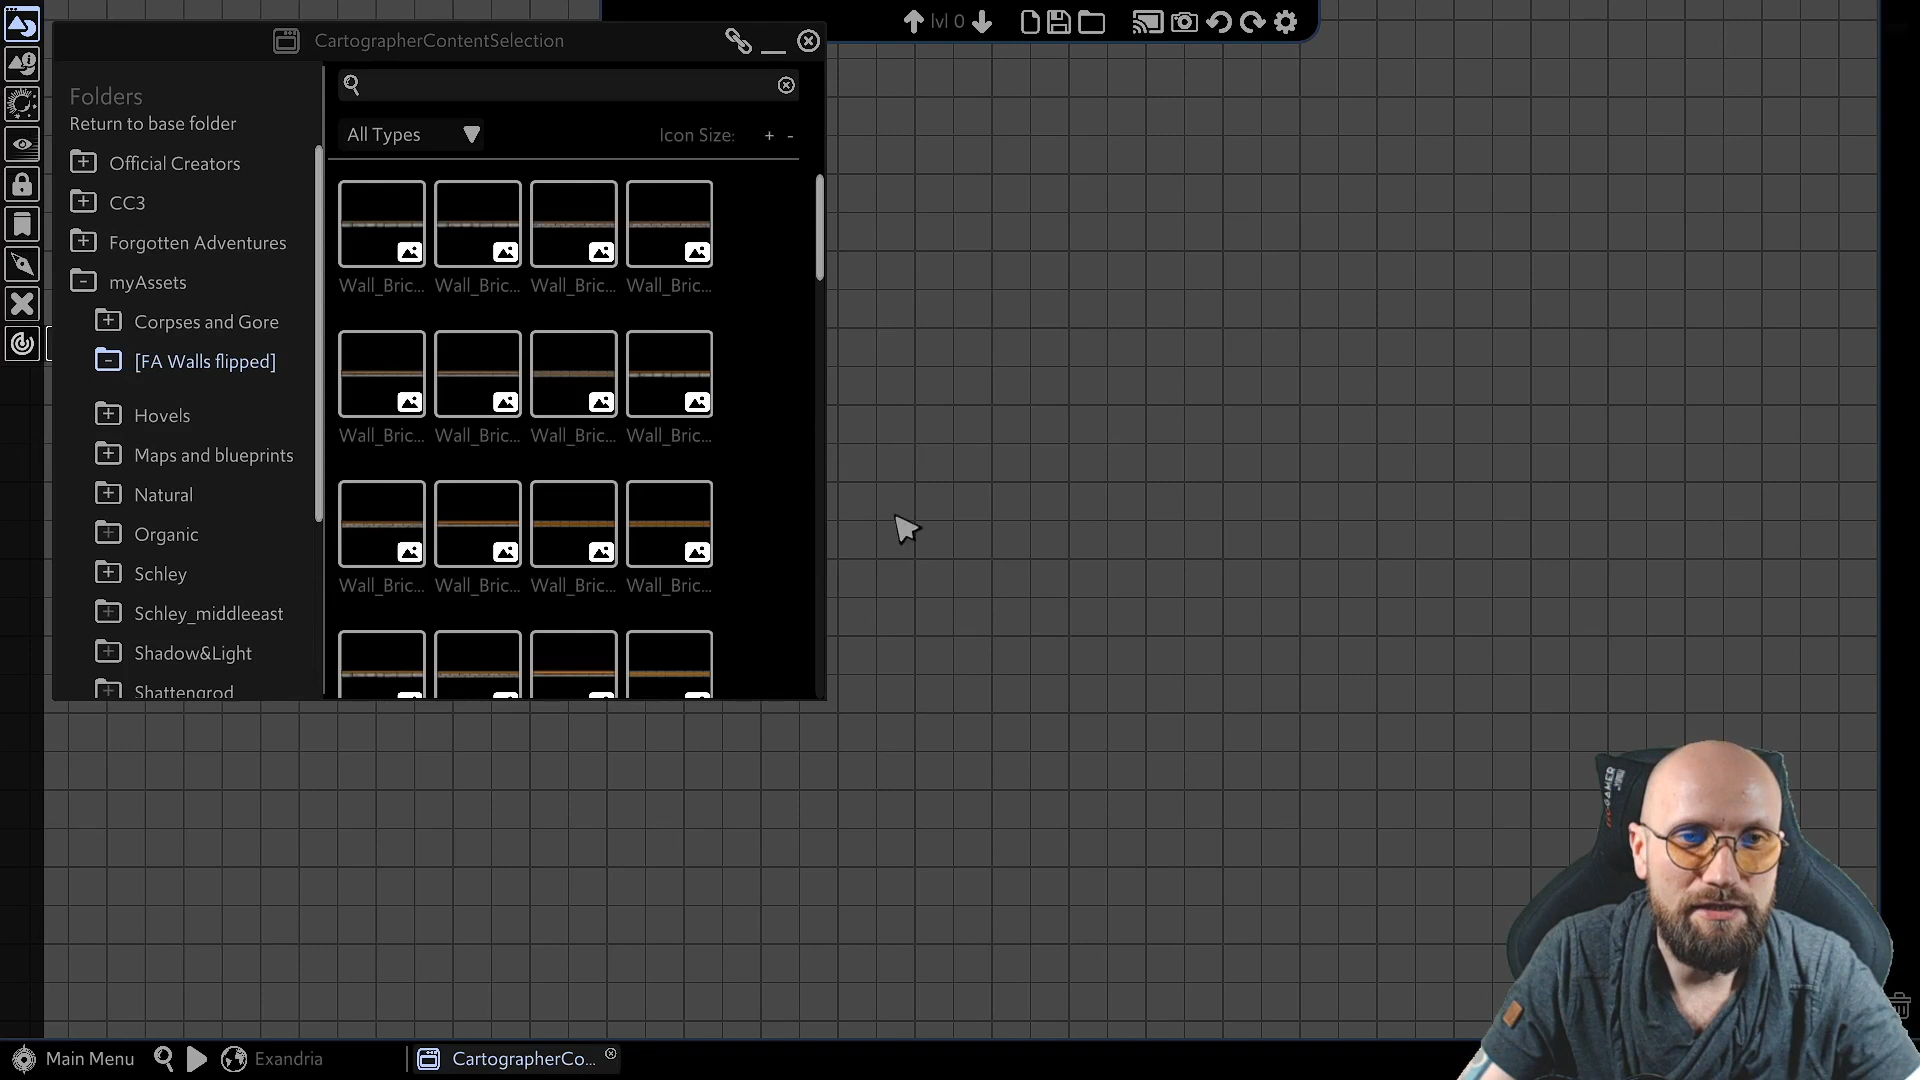 lvl 0
CartographerContentSelection
Folders
Return to base folder
Official Creators
CC3
Forgotten Adventures
myAssets
Corpses and Gore
[FA Walls flipped]
Hovels
Maps and blueprints
Natural
Organic
Schley
Schley_middleeast
Shadow&Light
Shattengrod
All Types
Icon Size: + -
Wall_Bric... Wall_Bric... Wall_Bric... Wall_Bric...
Wall_Bric... Wall_Bric... Wall_Bric... Wall_Bric...
Wall_Bric... Wall_Bric... Wall_Bric... Wall_Bric...
Main Menu
Exandria
CartographerCo...